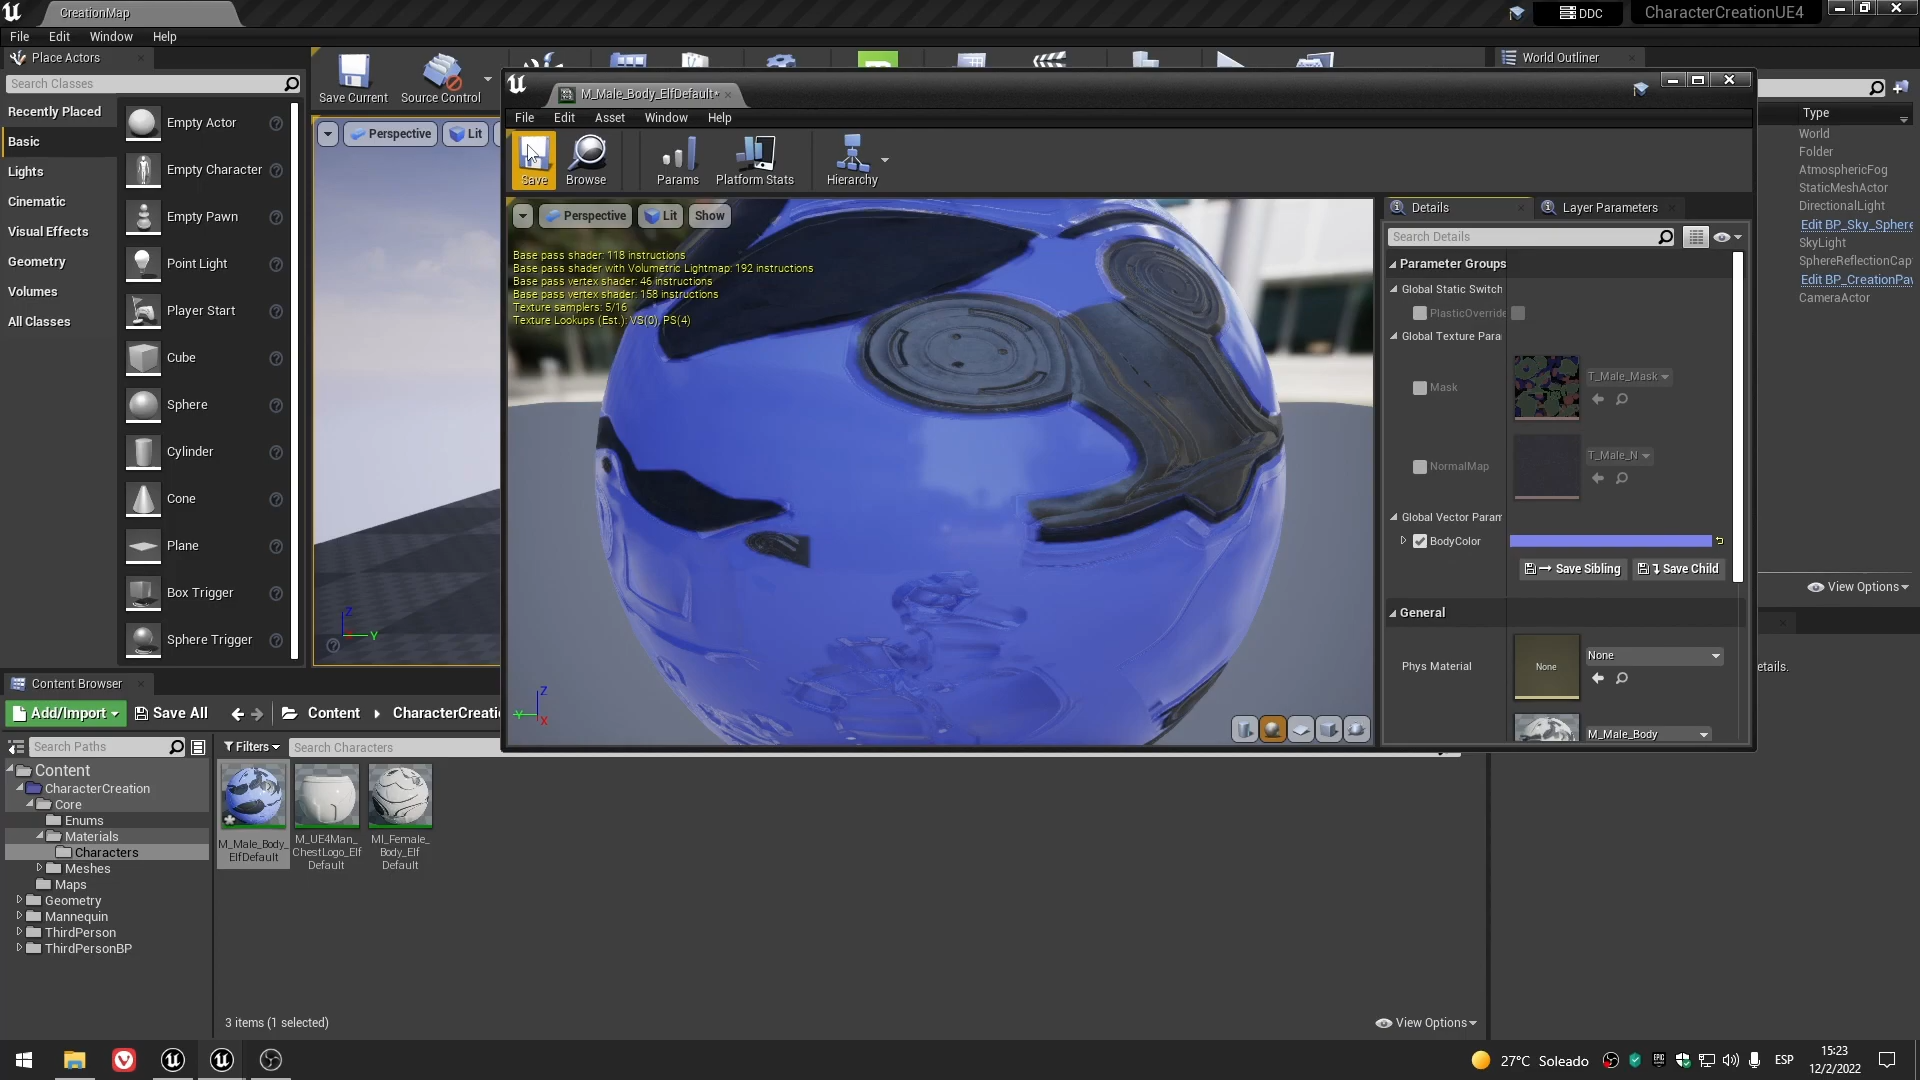 CreationMap
DDC
CharacterCreationUE4
File Edit Window Help
Place Actors
Search Classes
Recently Placed
Basic
Lights
Cinematic
Visual Effects
Geometry
Volumes
All Classes
Empty Actor
Empty Character
Empty Pawn
Point Light
Player Start
Cube
Sphere
Cylinder
Cone
Plane
Box Trigger
Sphere Trigger
Save Current
Source Control
Perspective
Lit
Z
Y
World Outliner
Type
World
Folder
AtmosphericFog
StaticMeshActor
DirectionalLight
Edit BP_Sky_Sphere
SkyLight
SphereReflectionCap
Edit BP_CreationPaw
CameraActor
View Options
etails.
M_Male_Body_ElfDefault*
File Edit Asset Window Help
Save
Browse
Params
Platform Stats
Hierarchy
Perspective
Lit
Show
Base pass shader: 118 instructions
Base pass shader with Volumetric Lightmap: 192 instructions
Base pass vertex shader: 46 instructions
Base pass vertex shader: 158 instructions
Texture samplers: 5/16
Texture Lookups (Est.): VS(0), PS(4)
Z
Y
X
Details
Layer Parameters
Search Details
Parameter Groups
Global Static Switch
PlasticOverride
Global Texture Para
Mask
T_Male_Mask
NormalMap
T_Male_N
Global Vector Param
BodyColor
Save Sibling
Save Child
General
Phys Material
None
None
M_Male_Body
Content Browser
Add/Import
Save All
Content
CharacterCreatio
Search Paths
Filters
Search Characters
Content
CharacterCreation
Core
Enums
Materials
Characters
Meshes
Maps
Geometry
Mannequin
ThirdPerson
ThirdPersonBP
M_Male_Body_
ElfDefault
M_UE4Man_
ChestLogo_Elf
Default
MI_Female_
Body_Elf
Default
3 items (1 selected)
View Options
27°C Soleado
EPIC
ESP
15:23
12/2/2022